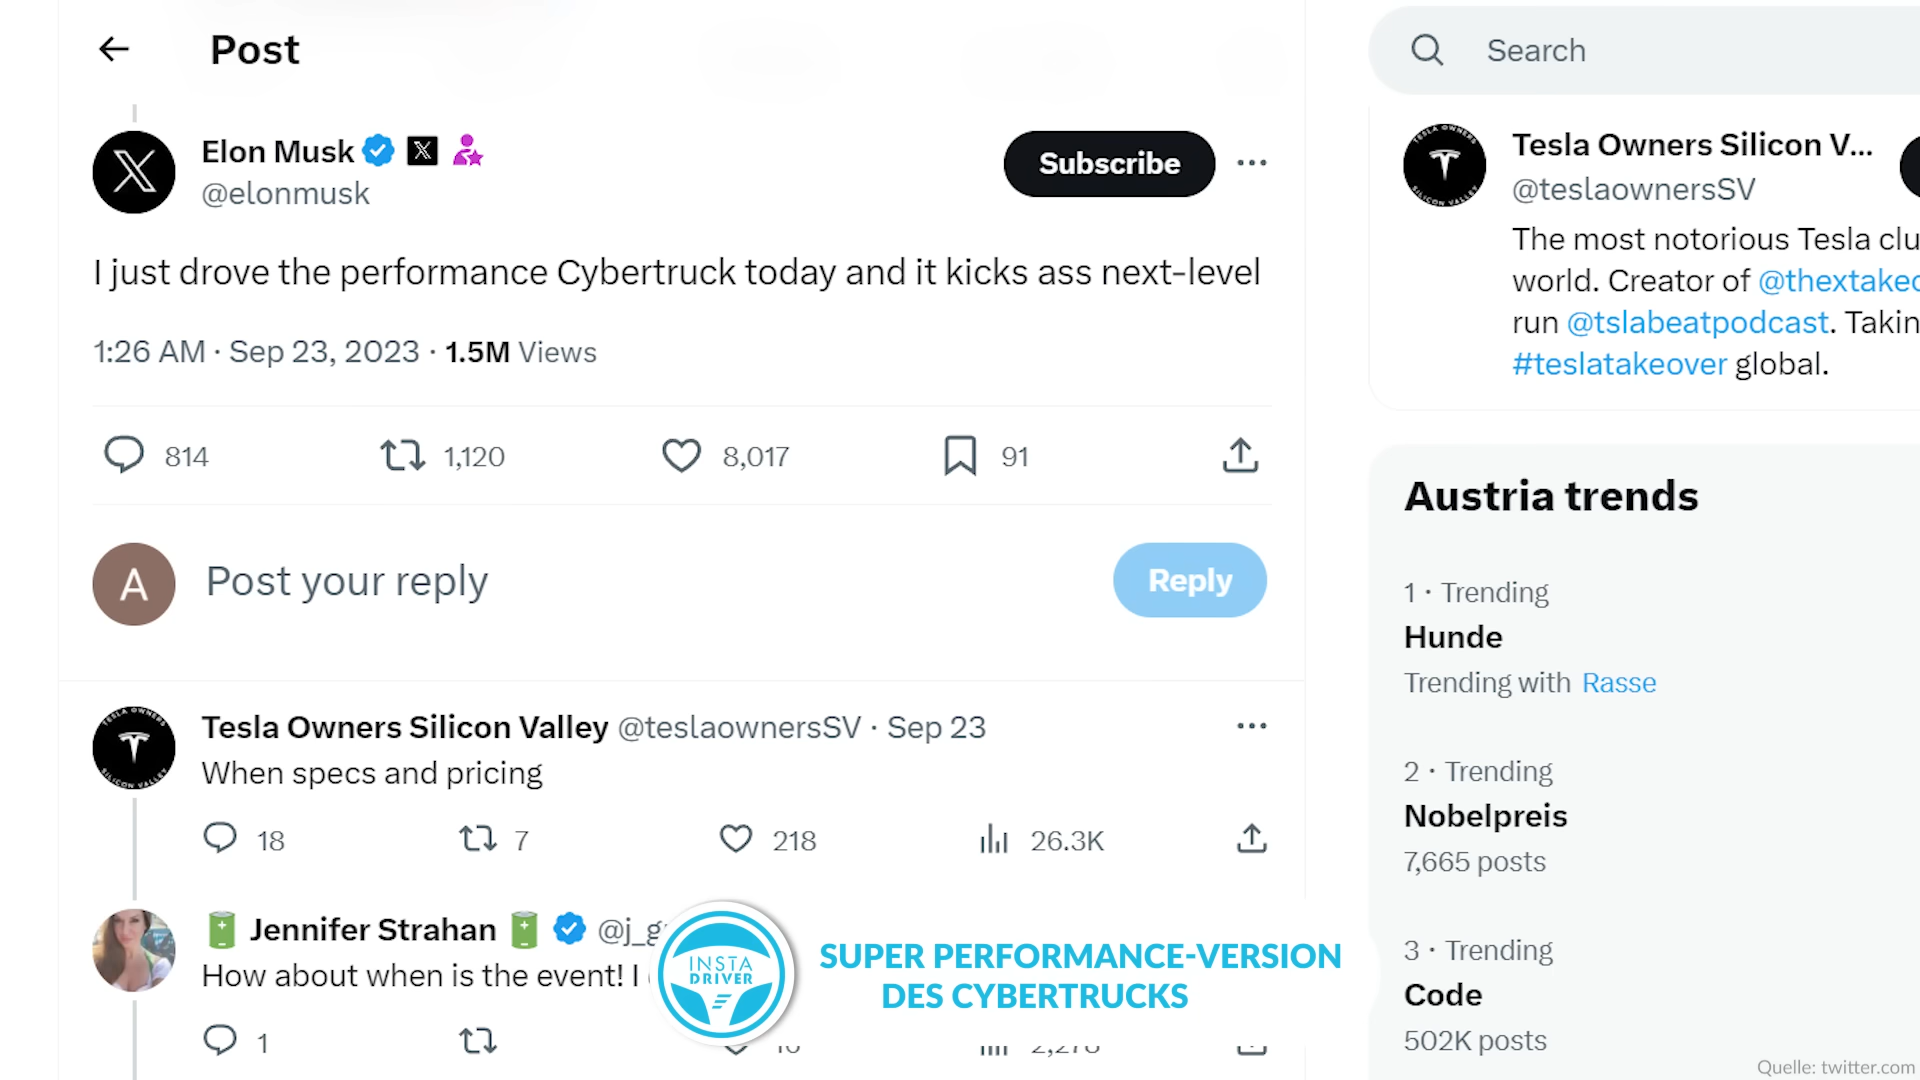 Post
Elon Musk
@elonmusk
Subscribe
I just drove the performance Cybertruck today and it kicks ass next-level
1:26 AM · Sep 23, 2023 · 1.5M Views
814 1,120 8,017 91
A Post your reply Reply
Tesla Owners Silicon Valley @teslaownersSV · Sep 23
When specs and pricing
18 7 218 26.3K
Jennifer Strahan
How about when is the event! I
1
INSTA
DRIVER
SUPER PERFORMANCE-VERSION
DES CYBERTRUCKS
Search
TESLA OWNERS
SILICON VALLEY
Tesla Owners Silicon V...
@teslaownersSV
The most notorious Tesla
world. Creator of
run @tslabeatpodcast.
#teslatakeover global.
Austria trends
1 · Trending
Hunde
Trending with Rasse
2 · Trending
Nobelpreis
7,665 posts
3 · Trending
Code
502K posts
Quelle: twitter.com